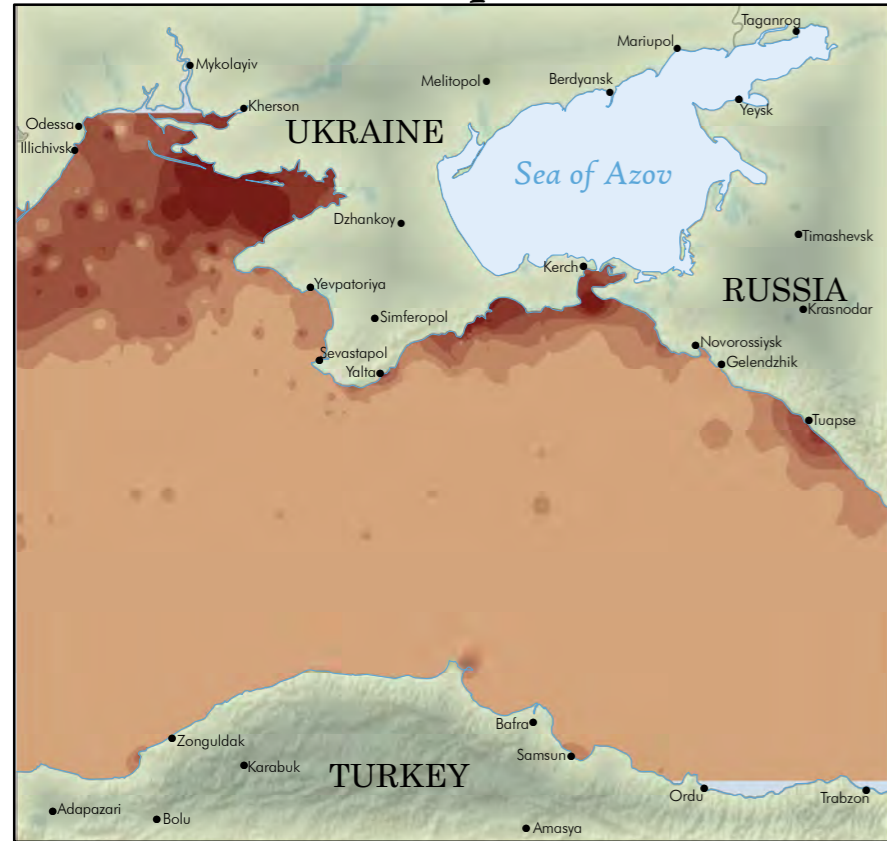 Taganrog
Mariupol
Mykolayiv
Melitopol
Berdyansk
Yeysk
Kherson
Odessa
UKRAINE
Illichivsk
Sea of Azov
Dzhankoy
Timashevsk
Kerch
Yevpatoriya
RUSSIA
Krasnodar
Simferopol
Novorossiysk
Sevastapol
Gelendzhik
Yalta
Tuapse
Bafra
Zonguldak
Samsun
Karabuk
TURKEY
Ordu
Trabzon
Adapazari
Bolu
Amasya